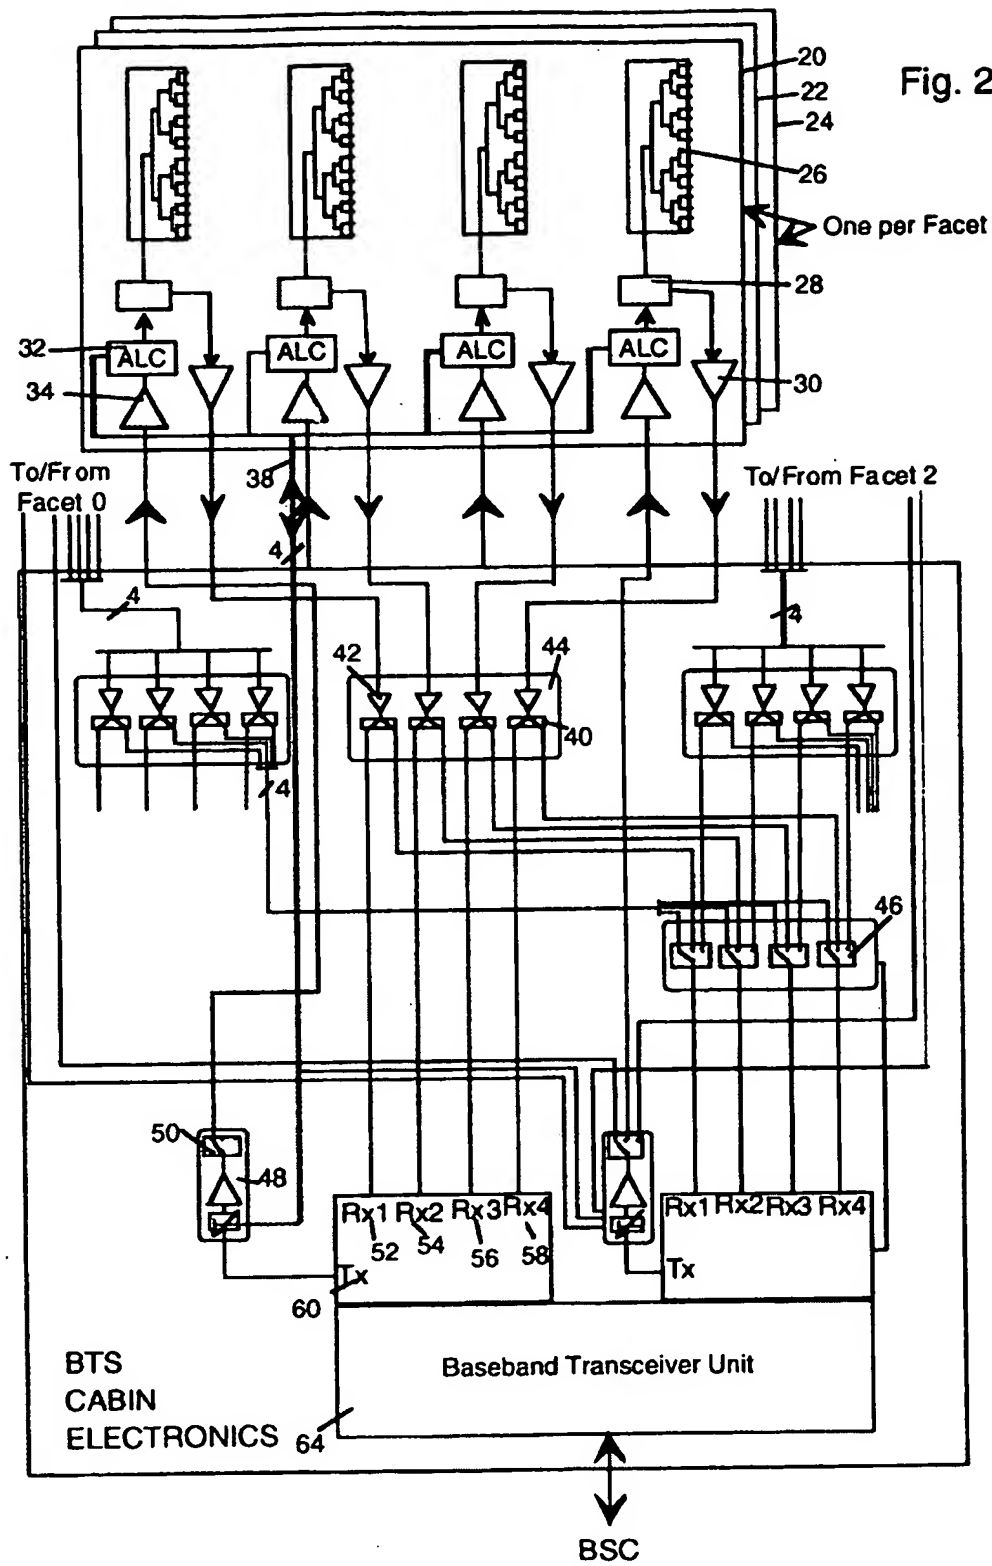 Fig. 2
20
22
24
26
One per Facet
28
32
ALC
ALC
ALC
ALC
34
30
To/From
Facet 0
38
To/From Facet 2
4
4
4
42
44
40
4
46
50
48
Rx1 Rx2 Rx3 Rx4
52 54 56 58
Rx1 Rx2 Rx3 Rx4
Tx
60
Tx
Baseband Transceiver Unit
BTS
CABIN
ELECTRONICS
64
BSC